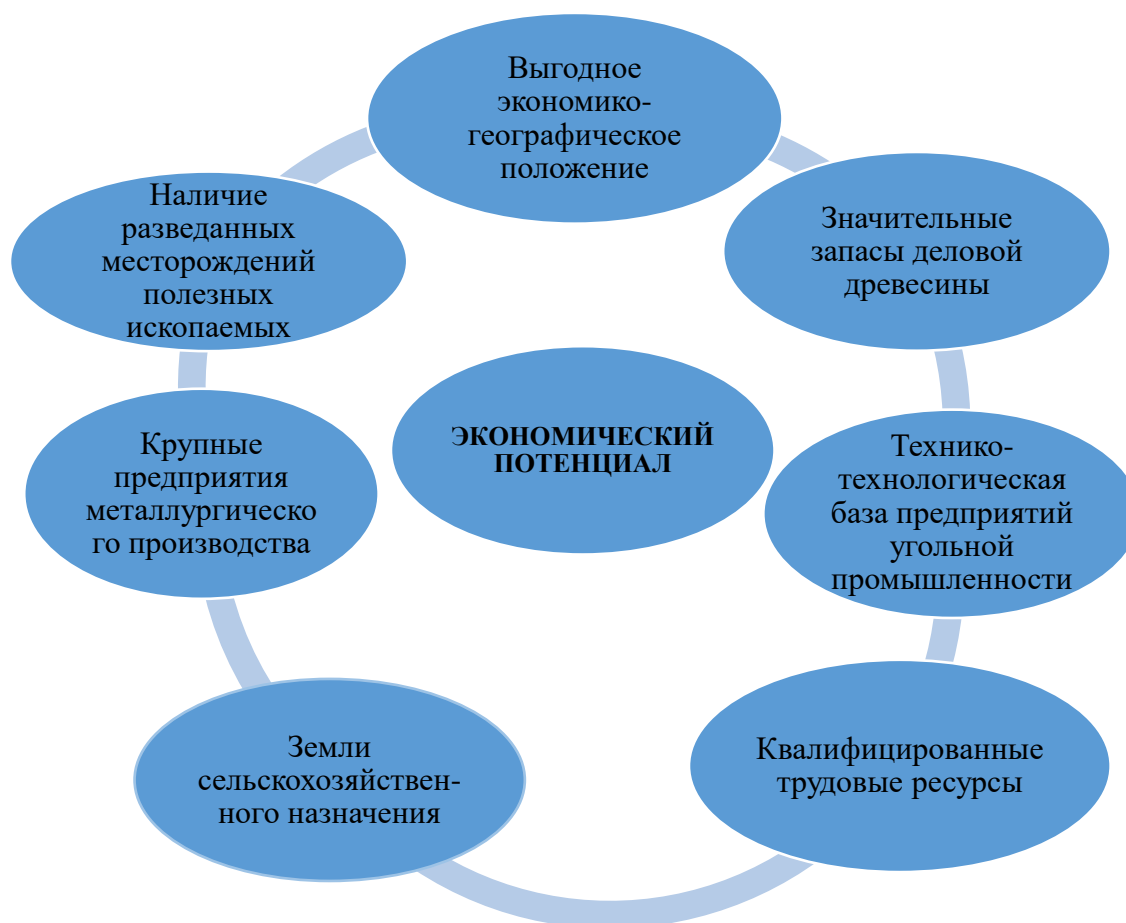 Выгодное
экономико-
географическое
положение
Значительные
запасы деловой
древесины
Технико-
технологическая
база предприятий
угольной
промышленности
Квалифицированные
трудовые ресурсы
Земли
сельскохозяйствен-
ного назначения
Крупные
предприятия
металлургическо
го производства
Наличие
разведанных
месторождений
полезных
ископаемых
ЭКОНОМИЧЕСКИЙ
ПОТЕНЦИАЛ